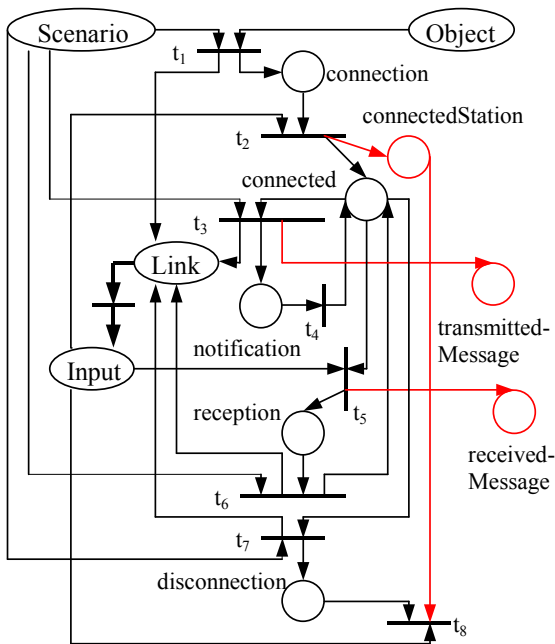 Scenario
Object
t1
connection
connectedStation
t2
connected
t3
Link
t4
transmitted-
Message
notification
Input
t5
reception
received-
Message
t6
t7
disconnection
t8